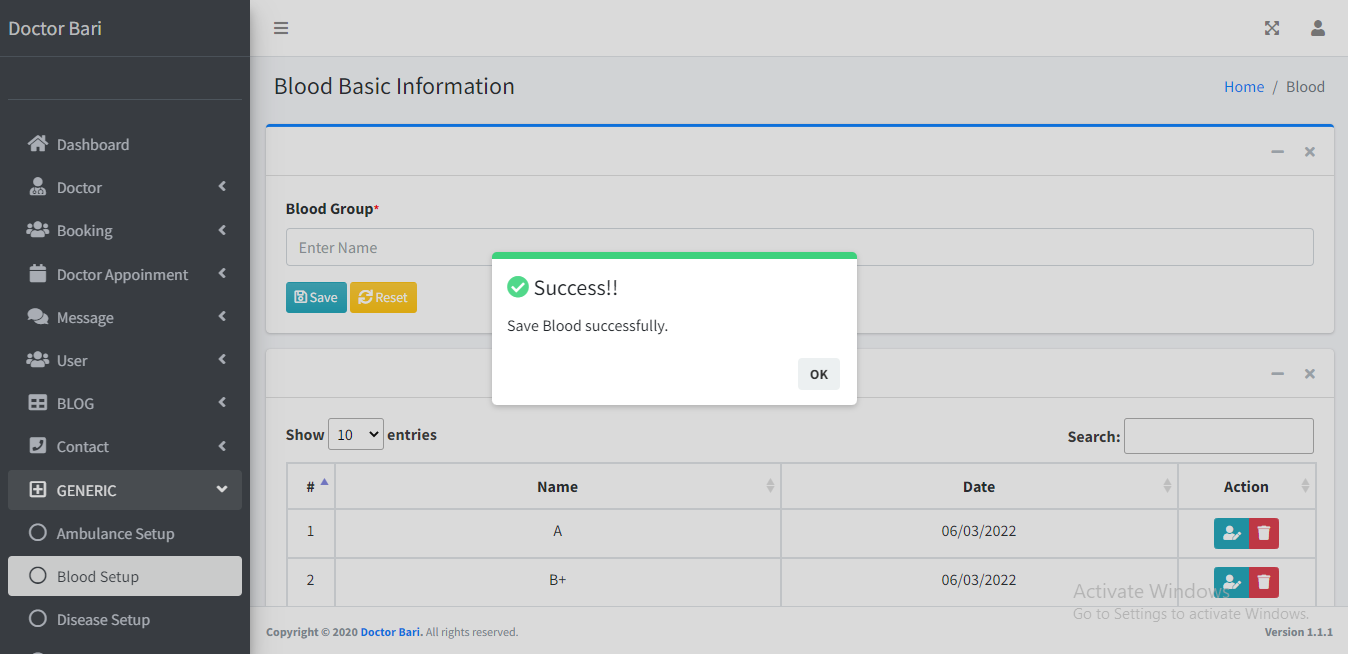 Doctor Bari
Dashboard
Doctor
Booking
Doctor Appoinment
Message
User
BLOG
Contact
GENERIC
Ambulance Setup
Blood Setup
Disease Setup
Blood Basic Information
Home / Blood
Blood Group*
Enter Name
Save Reset
Success!!
Save Blood successfully.
OK
Show 10 entries
Search:
# Name Date Action
1 A 06/03/2022
2 B+ 06/03/2022
Activate Windows
Go to Settings to activate Windows.
Copyright © 2020 Doctor Bari. All rights reserved.
Version 1.1.1